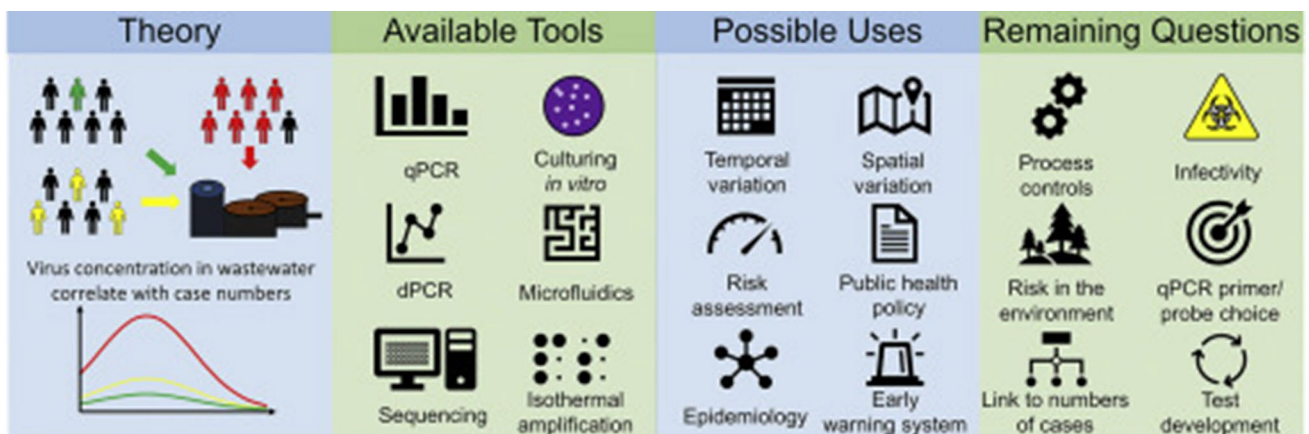 Theory
Available Tools
Possible Uses
Remaining Questions
Virus concentration in wastewater
correlate with case numbers
qPCR
Culturing
in vitro
dPCR
Microfluidics
Sequencing
Isothermal
amplification
Temporal
variation
Spatial
variation
Risk
assessment
Public health
policy
Epidemiology
Early
warning system
Process
controls
Infectivity
Risk in the
environment
qPCR primer/
probe choice
Link to numbers
of cases
Test
development